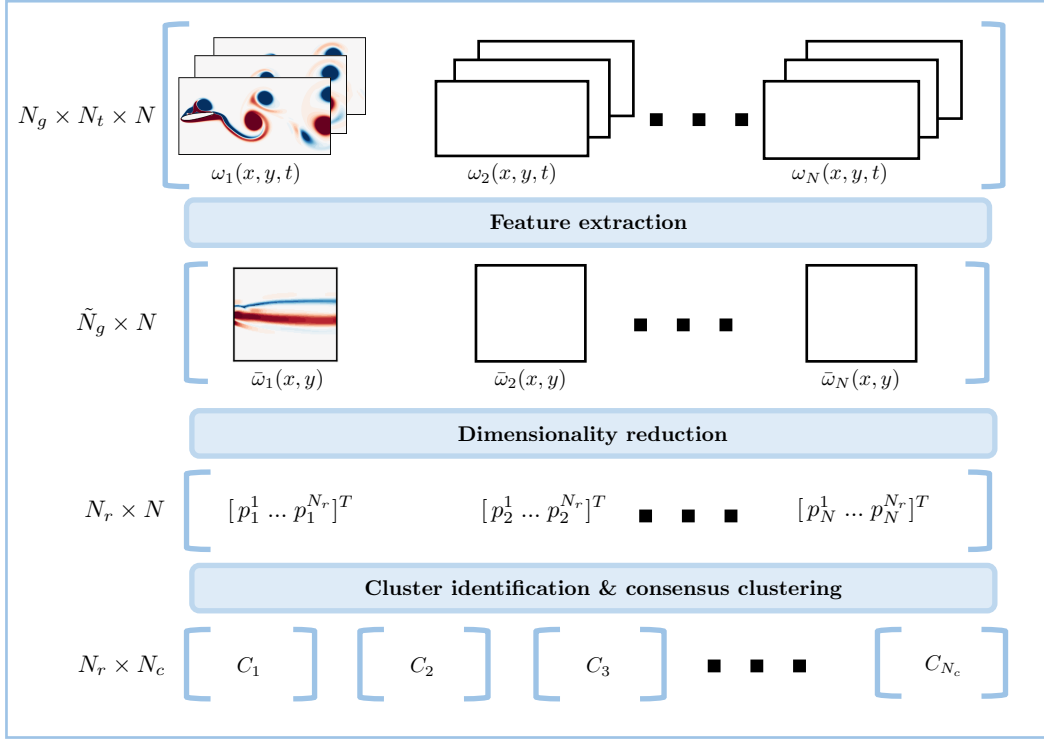 N_g × N_t × N
ω_1(x, y, t) ω_2(x, y, t) ω_N(x, y, t)
Feature extraction
Ñ_g × N
ω̄_1(x, y) ω̄_2(x, y) ω̄_N(x, y)
Dimensionality reduction
N_r × N [ p_1^1 ... p_1^{N_r}]^T [ p_2^1 ... p_2^{N_r}]^T [ p_N^1 ... p_N^{N_r}]^T
Cluster identification & consensus clustering
N_r × N_c C_1 C_2 C_3 C_{N_c}